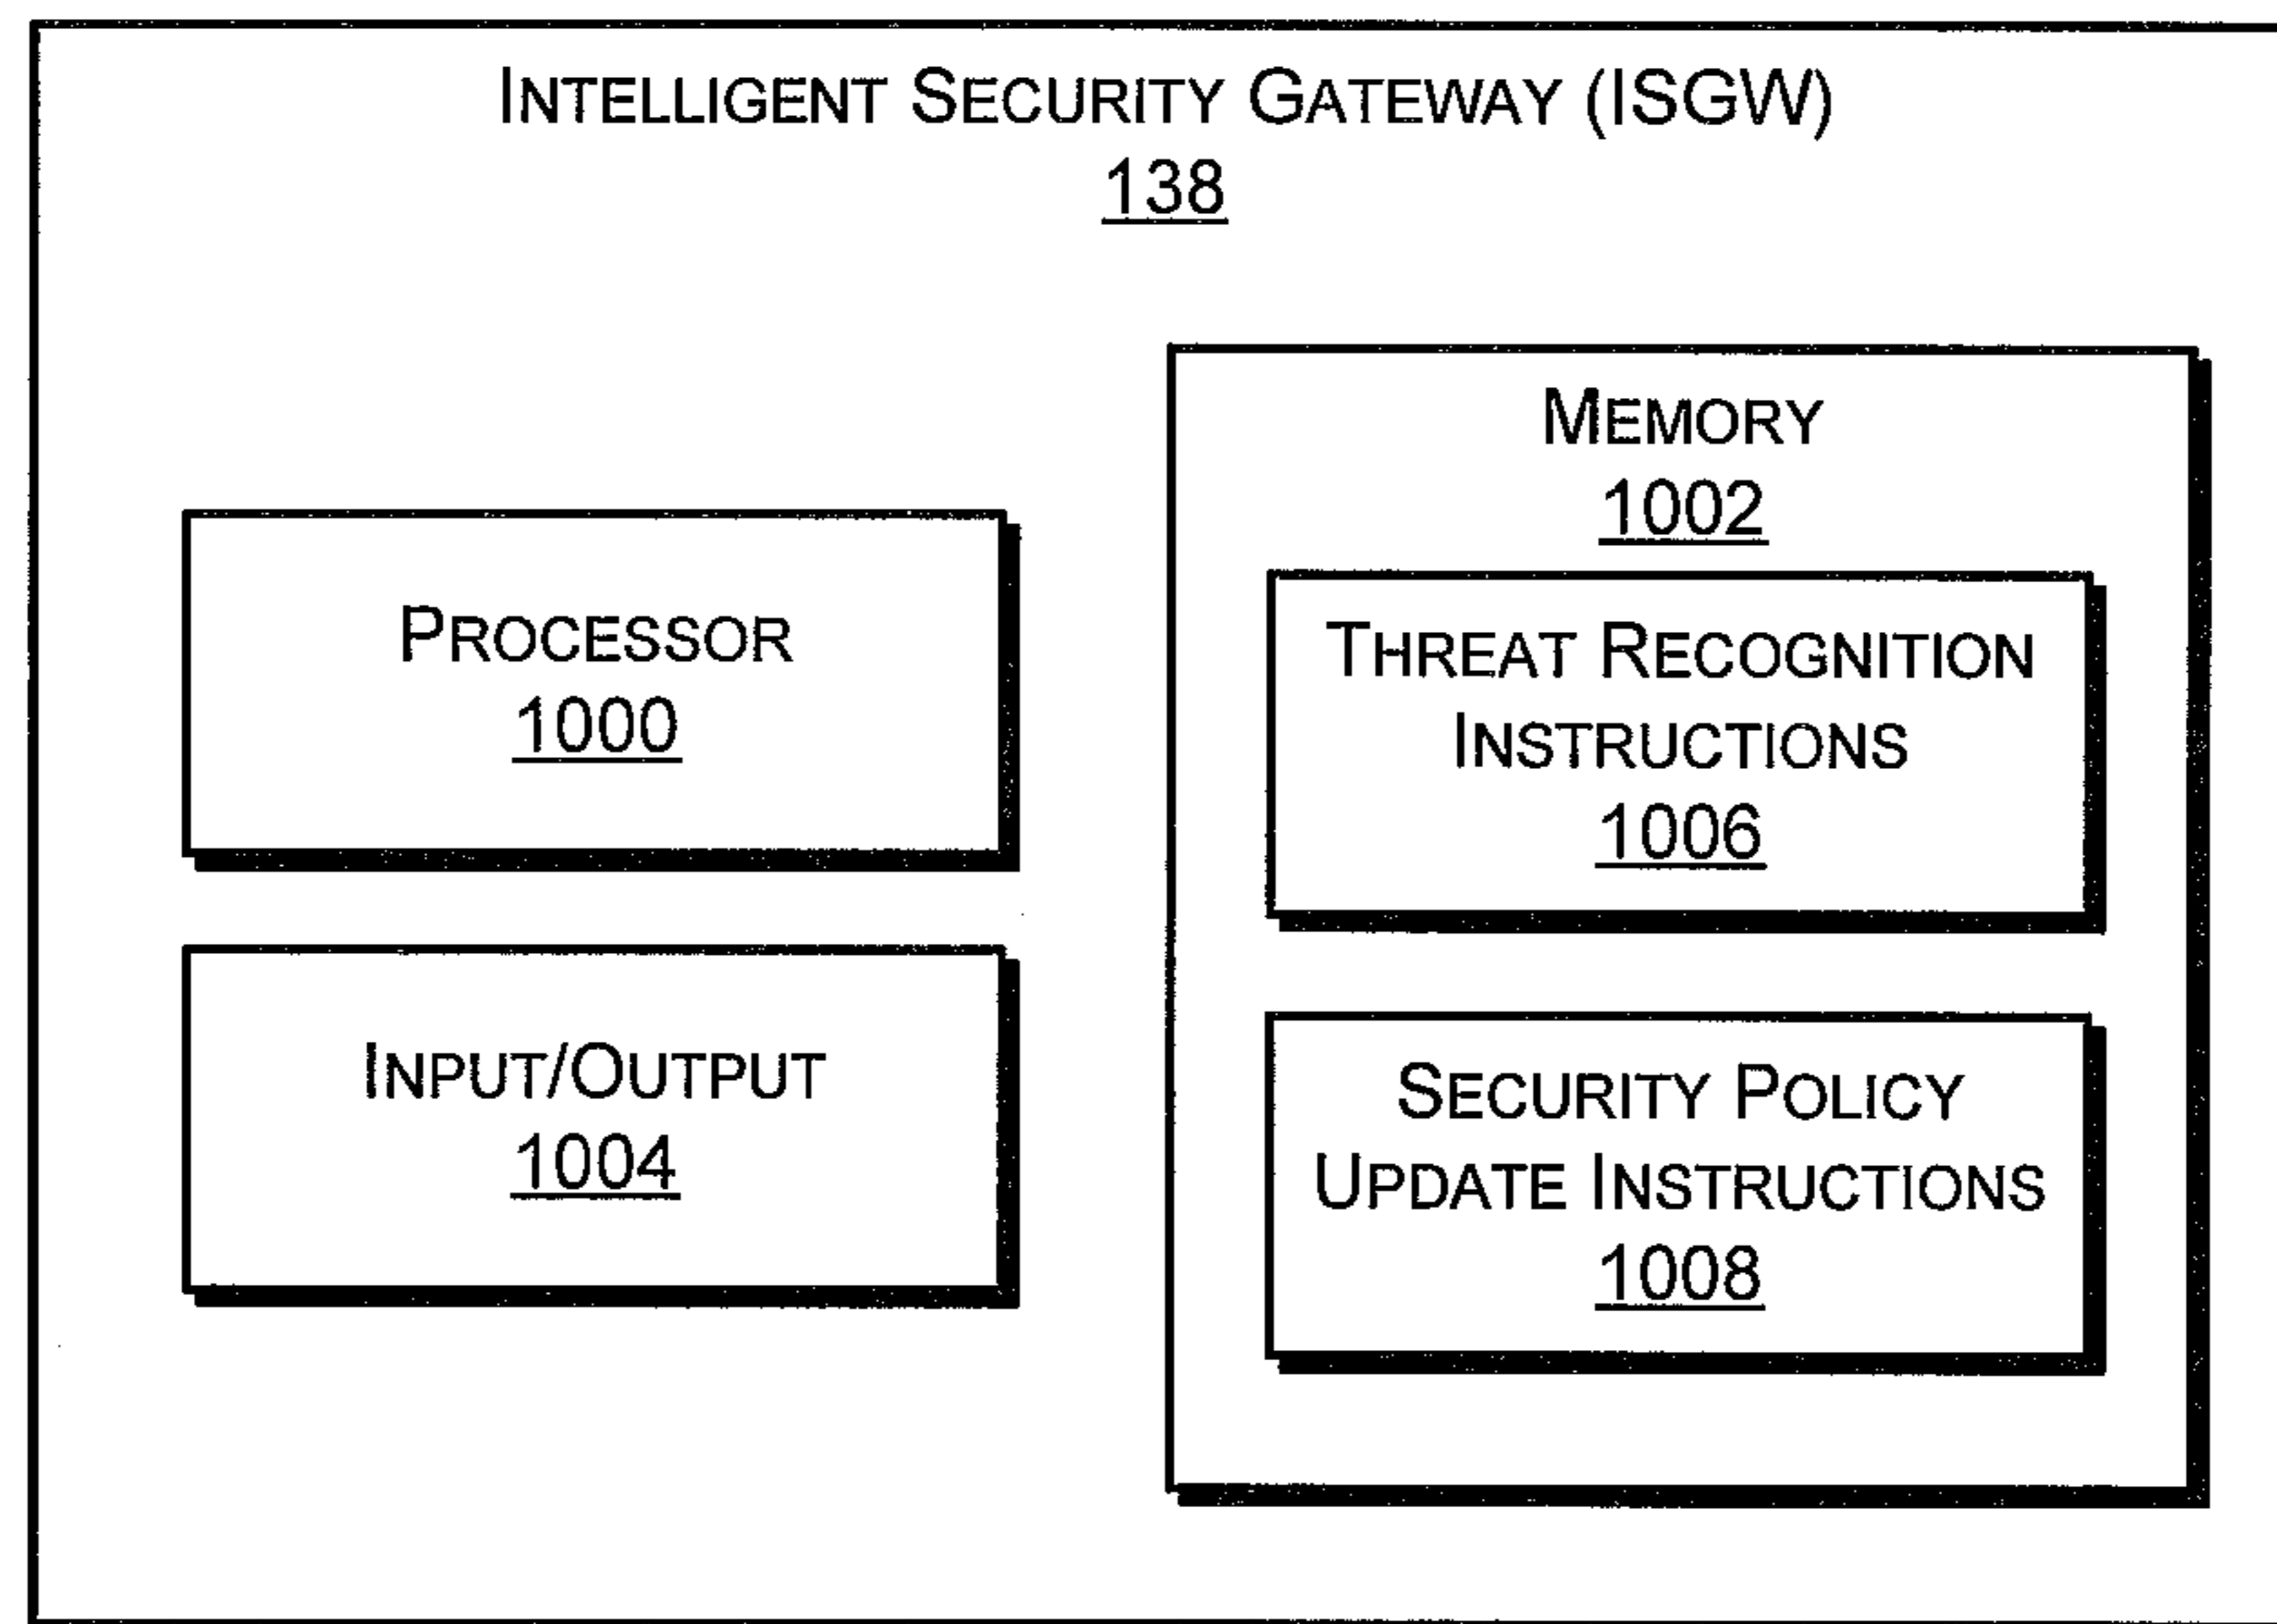 INTELLIGENT SECURITY GATEWAY (ISGW)
138
PROCESSOR
1000
INPUT/OUTPUT
1004
MEMORY
1002
THREAT RECOGNITION
INSTRUCTIONS
1006
SECURITY POLICY
UPDATE INSTRUCTIONS
1008